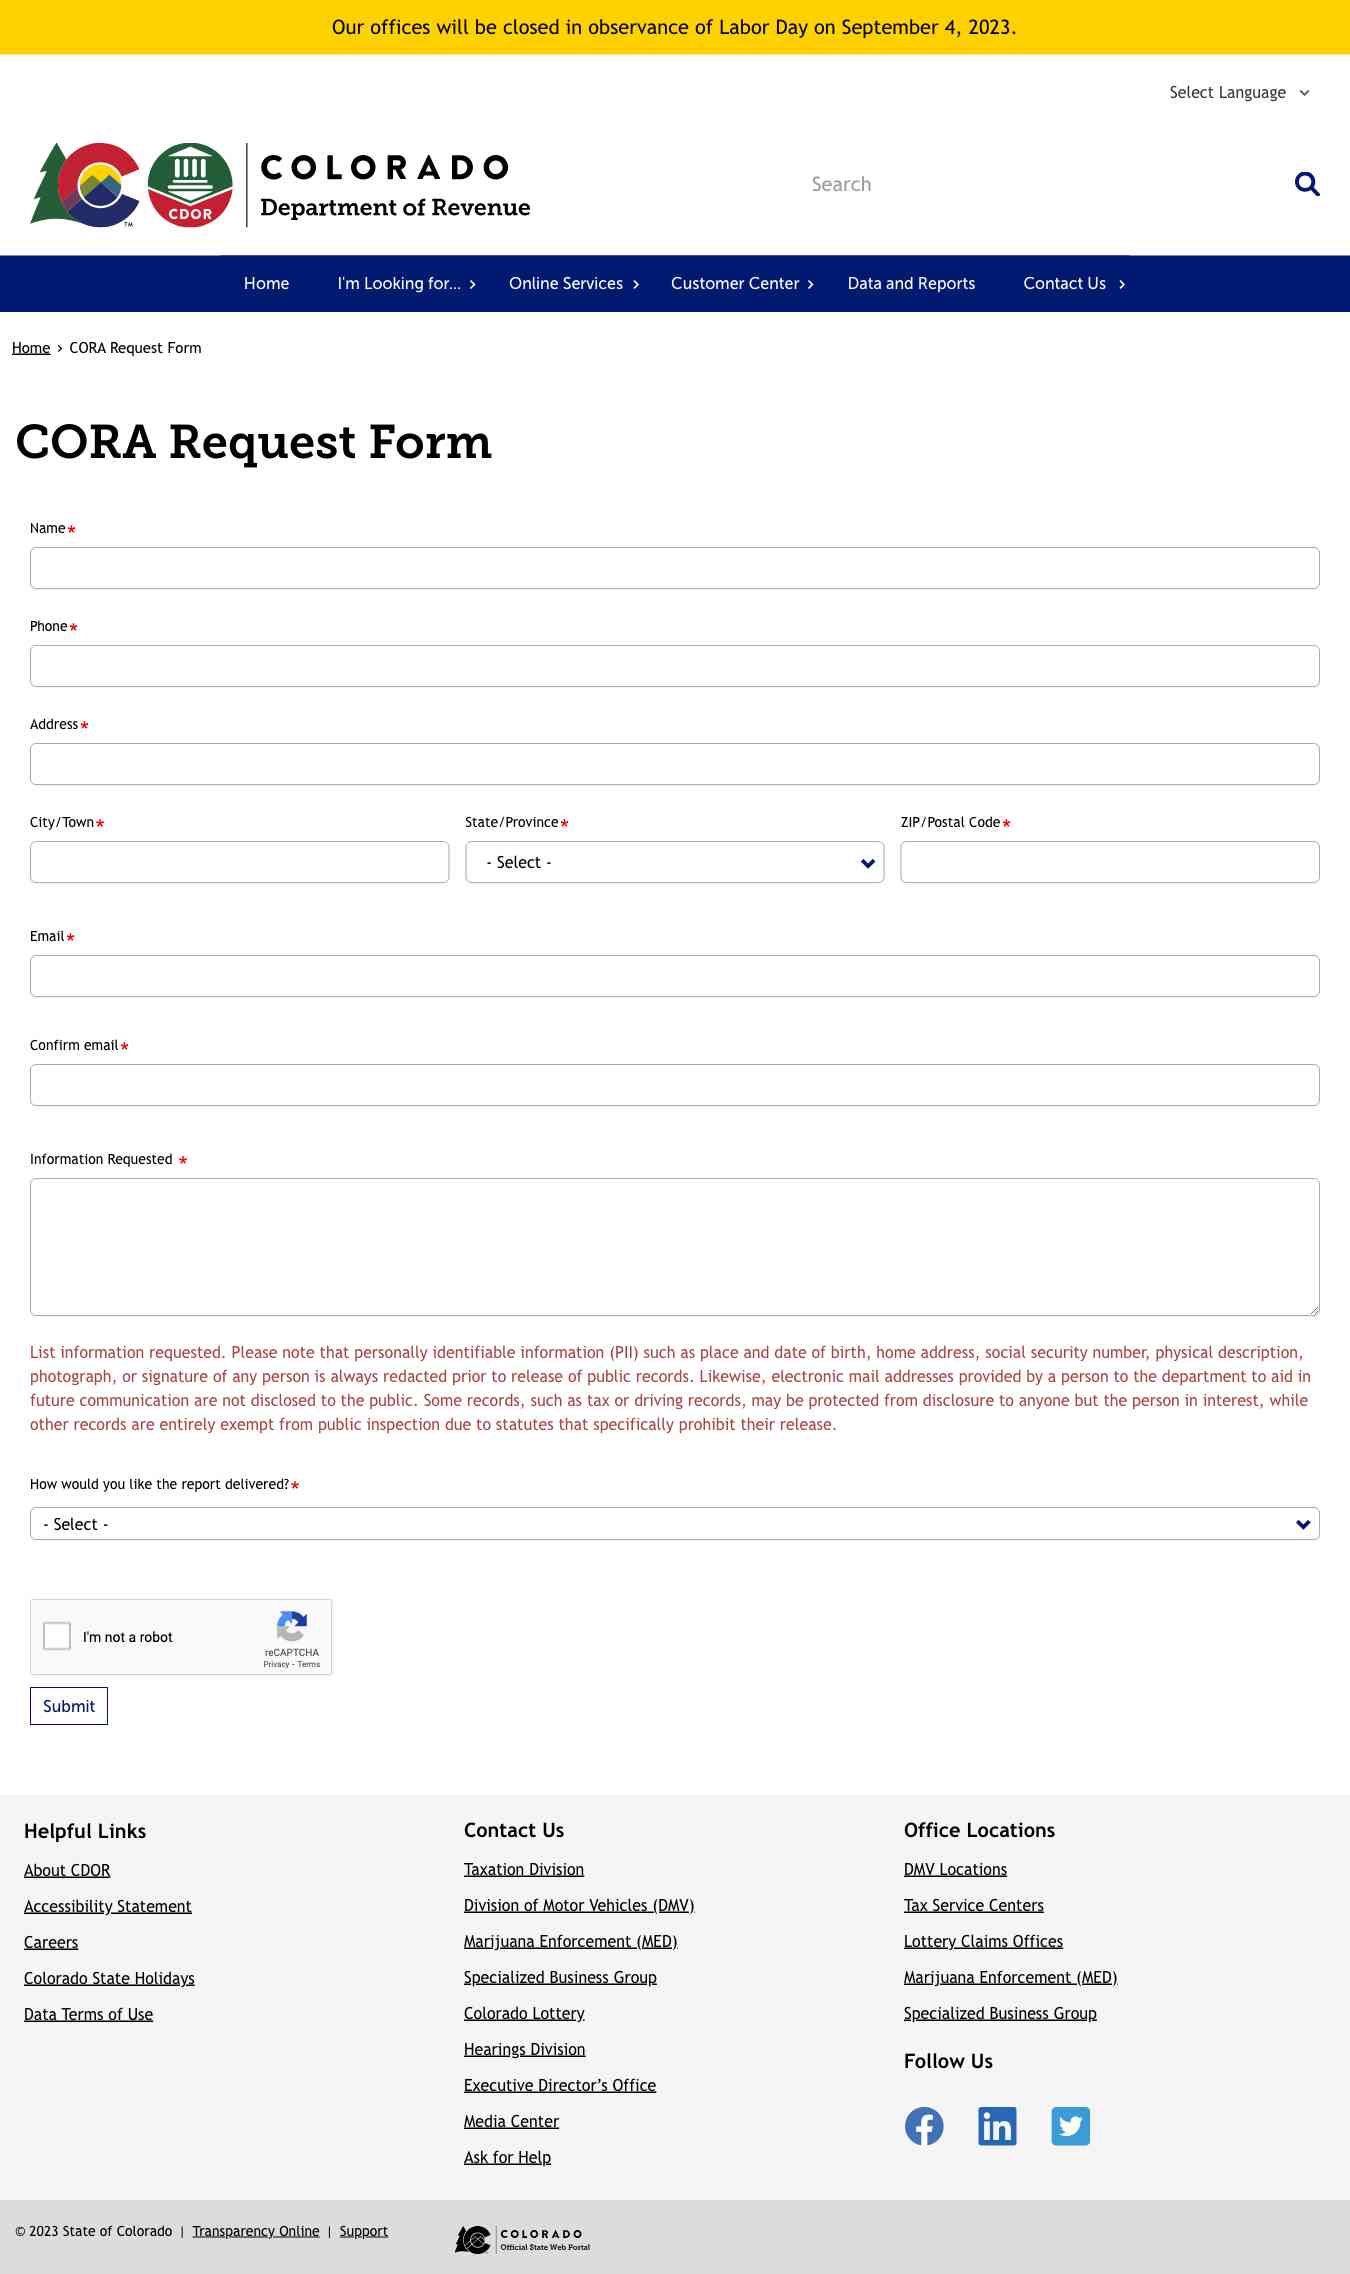 Our offices will be closed in observance of Labor Day on September 4, 2023.
Select Language
CDOR
TM
COLORADO
Department of Revenue
Search
Home I'm Looking for... Online Services Customer Center Data and Reports Contact Us
Home › CORA Request Form
CORA Request Form
Name*
Phone*
Address*
City/Town* State/Province* ZIP/Postal Code*
- Select -
Email*
Confirm email*
Information Requested *
List information requested. Please note that personally identifiable information (PII) such as place and date of birth, home address, social security number, physical description,
photograph, or signature of any person is always redacted prior to release of public records. Likewise, electronic mail addresses provided by a person to the department to aid in
future communication are not disclosed to the public. Some records, such as tax or driving records, may be protected from disclosure to anyone but the person in interest, while
other records are entirely exempt from public inspection due to statutes that specifically prohibit their release.
How would you like the report delivered?*
- Select -
I'm not a robot
reCAPTCHA
Privacy - Terms
Submit
Helpful Links
About CDOR
Accessibility Statement
Careers
Colorado State Holidays
Data Terms of Use
Contact Us
Taxation Division
Division of Motor Vehicles (DMV)
Marijuana Enforcement (MED)
Specialized Business Group
Colorado Lottery
Hearings Division
Executive Director’s Office
Media Center
Ask for Help
Office Locations
DMV Locations
Tax Service Centers
Lottery Claims Offices
Marijuana Enforcement (MED)
Specialized Business Group
Follow Us
© 2023 State of Colorado | Transparency Online | Support
COLORADO
Official State Web Portal